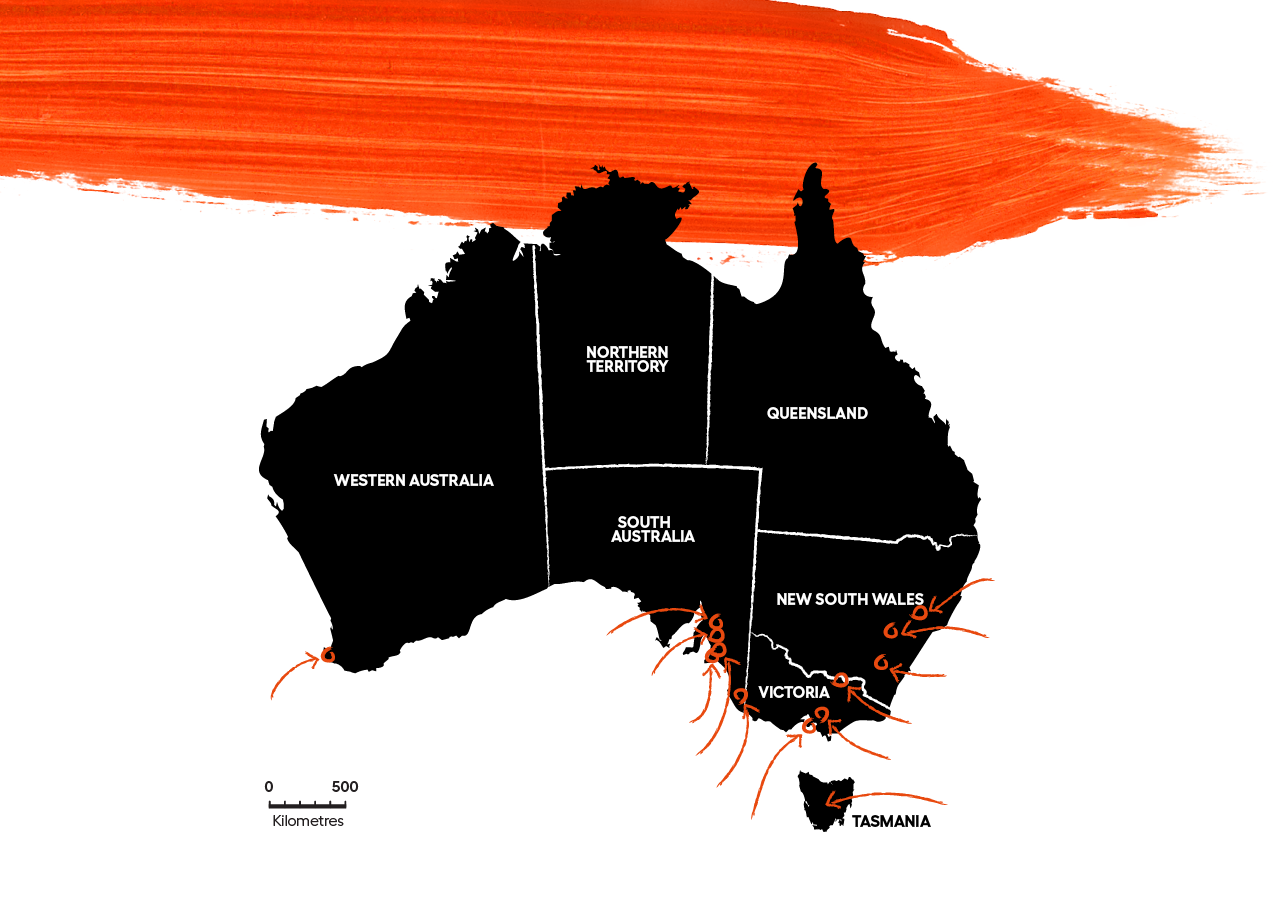 NORTHERN
TERRITORY
QUEENSLAND
WESTERN AUSTRALIA
SOUTH
AUSTRALIA
NEW SOUTH WALES
VICTORIA
0 500
Kilometres
TASMANIA